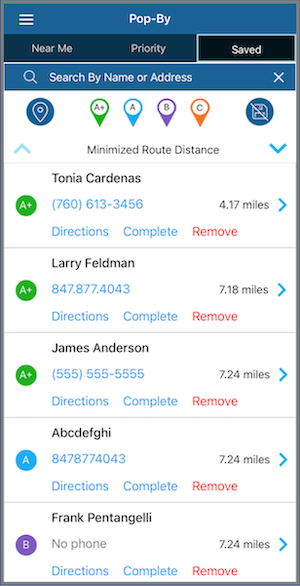 Pop-By
Near Me Priority Saved
Search By Name or Address
A+ A B C
Minimized Route Distance
Tonia Cardenas
A+ (760) 613-3456 4.17 miles
Directions Complete Remove
Larry Feldman
A+ 847.877.4043 7.18 miles
Directions Complete Remove
James Anderson
A+ (555) 555-5555 7.24 miles
Directions Complete Remove
Abcdefghi
A 8478774043 7.24 miles
Directions Complete Remove
Frank Pentangelli
B No phone 7.24 miles
Directions Complete Remove